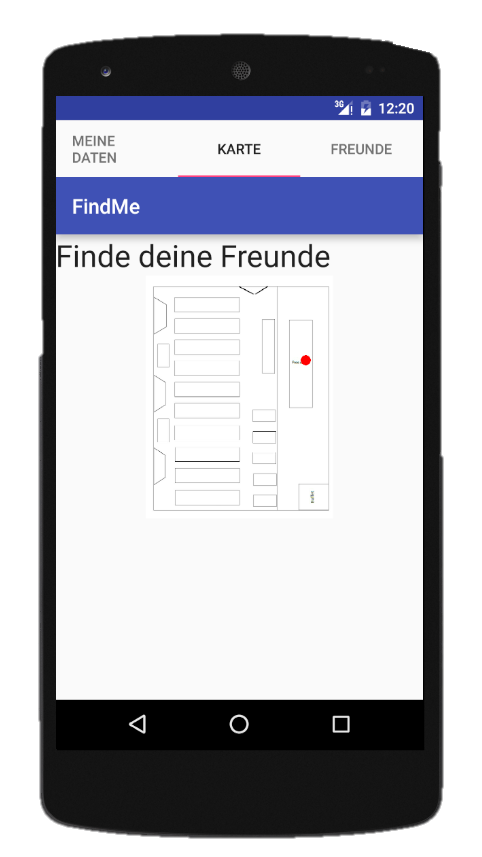 3G
12:20
MEINE
DATEN
KARTE
FREUNDE
FindMe
Finde deine Freunde